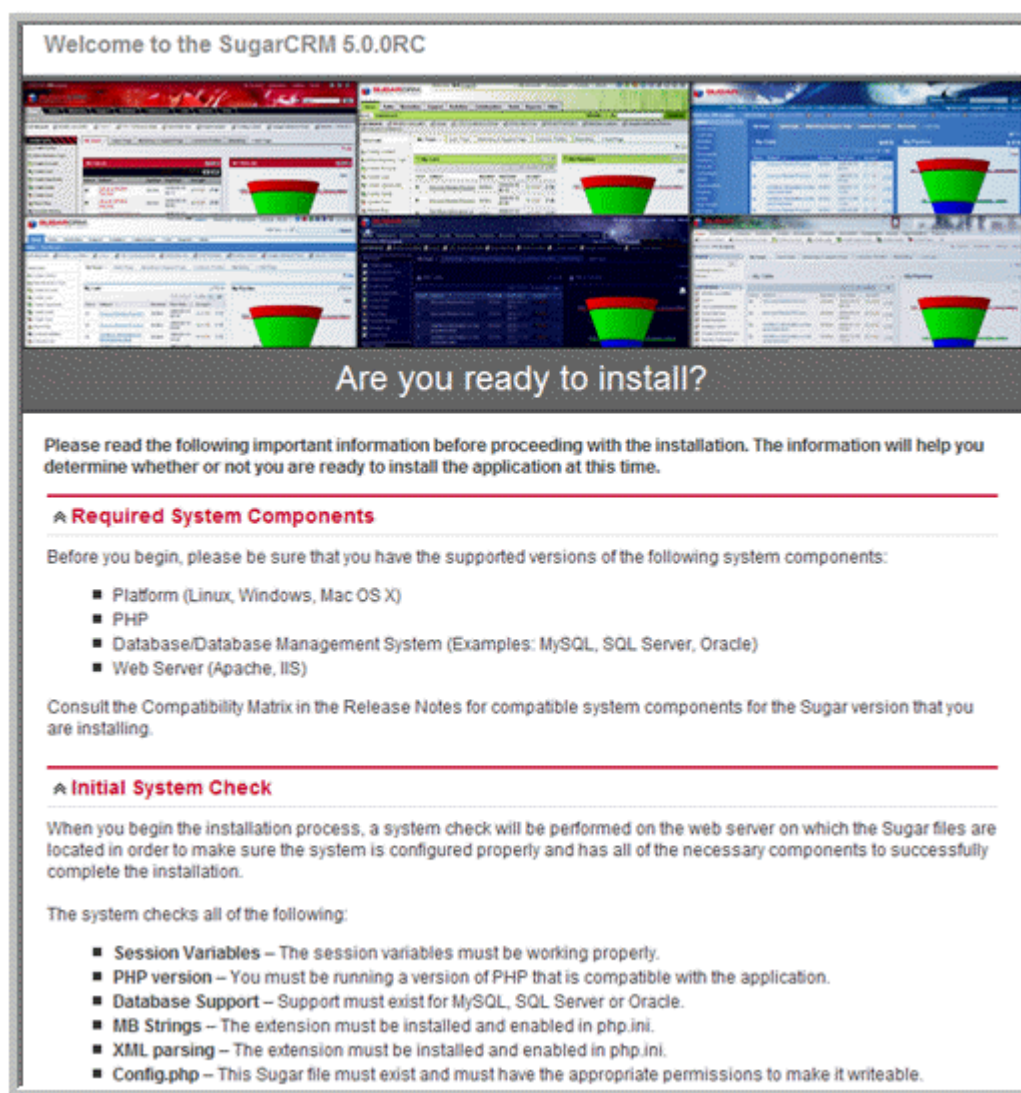 Welcome to the SugarCRM 5.0.0RC
Are you ready to install?
Please read the following important information before proceeding with the installation. The information will help you
determine whether or not you are ready to install the application at this time.
Required System Components
Before you begin, please be sure that you have the supported versions of the following system components:
Platform (Linux, Windows, Mac OS X)
PHP
Database/Database Management System (Examples: MySQL, SQL Server, Oracle)
Web Server (Apache, IIS)
Consult the Compatibility Matrix in the Release Notes for compatible system components for the Sugar version that you
are installing.
Initial System Check
When you begin the installation process, a system check will be performed on the web server on which the Sugar files are
located in order to make sure the system is configured properly and has all of the necessary components to successfully
complete the installation.
The system checks all of the following:
Session Variables – The session variables must be working properly.
PHP version – You must be running a version of PHP that is compatible with the application.
Database Support – Support must exist for MySQL, SQL Server or Oracle.
MB Strings – The extension must be installed and enabled in php.ini.
XML parsing – The extension must be installed and enabled in php.ini.
Config.php – This Sugar file must exist and must have the appropriate permissions to make it writeable.